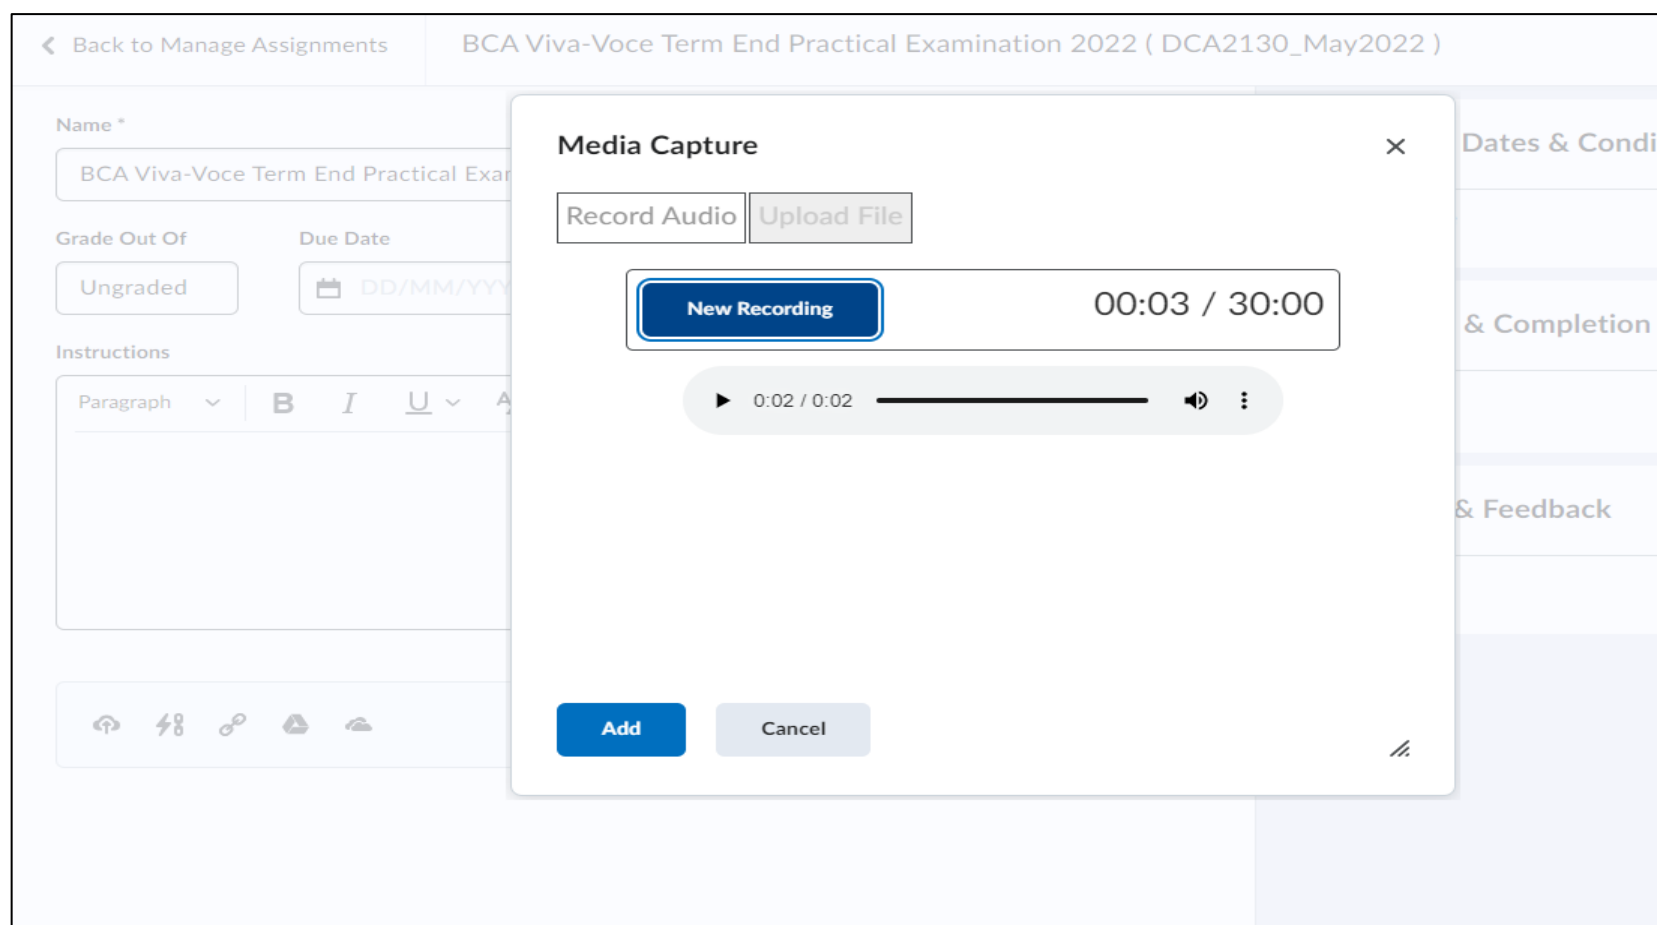 Back to Manage Assignments
BCA Viva-Voce Term End Practical Examination 2022 ( DCA2130_May2022 )
Name *
BCA Viva-Voce Term End Practical Exar
Grade Out Of
Due Date
Ungraded
DD/MM/YYY
Instructions
Paragraph
B I U A
Media Capture
Record Audio
Upload File
New Recording
00:03 / 30:00
0:02 / 0:02
Add
Cancel
Dates & Condi
& Completion
& Feedback